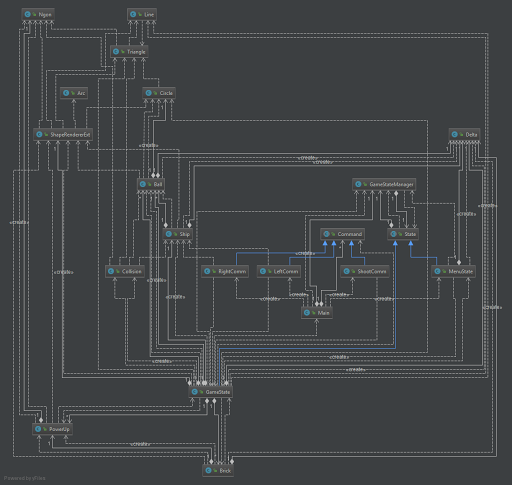 Ngon
Line
Triangle
Arc
Circle
ShapeRendererExt
Delta
«create»
«create»
Ball
GameStateManager
«create»
«create»
Ship
Command
State
«create»
«create»
«create»
Collision
RightComm
LeftComm
ShootComm
MenuState
«create»
«create»
Main
«create»
«create»
«create»
«create»
GameState
PowerUp
«create»
Brick
Powered by yFiles